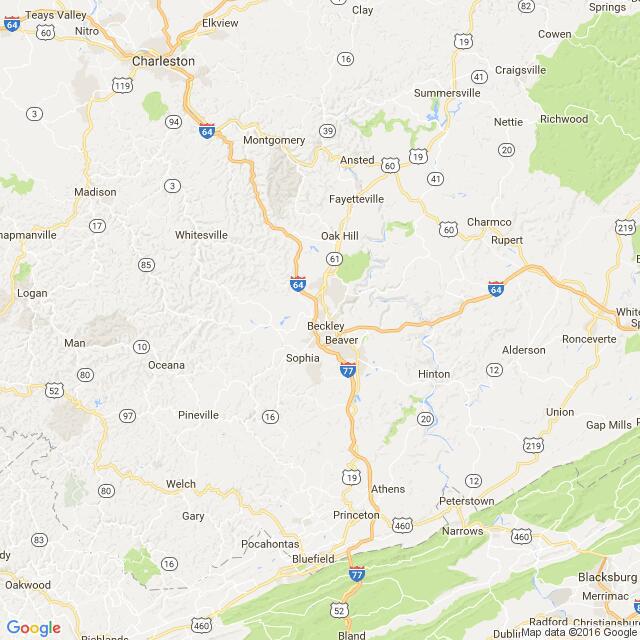 Teays Valley
Elkview
Clay
82
Springs
64
60
Nitro
60
19
Cowen
Charleston
16
Craigsville
119
41
Summersville
3
94
64
39
Nettie
Richwood
Montgomery
20
Ansted
60
19
41
3
Madison
Fayetteville
17
Charmco
60
219
Whitesville
Oak Hill
Rupert
hapmanville
61
85
64
64
Logan
Beckley
White
Sp
Man
10
Beaver
Ronceverte
Sophia
Alderson
Oceana
77
12
80
Hinton
52
97
Pineville
16
20
Union
Gap Mills
219
Welch
19
12
80
Athens
Gary
Princeton
Peterstown
460
Narrows
460
83
Pocahontas
dy
16
Bluefield
77
Blacksburg
Oakwood
Merrimac
Google
460
52
Radford
Christiansburg
Richlands
Bland
Dublin
Map data ©2016 Goo